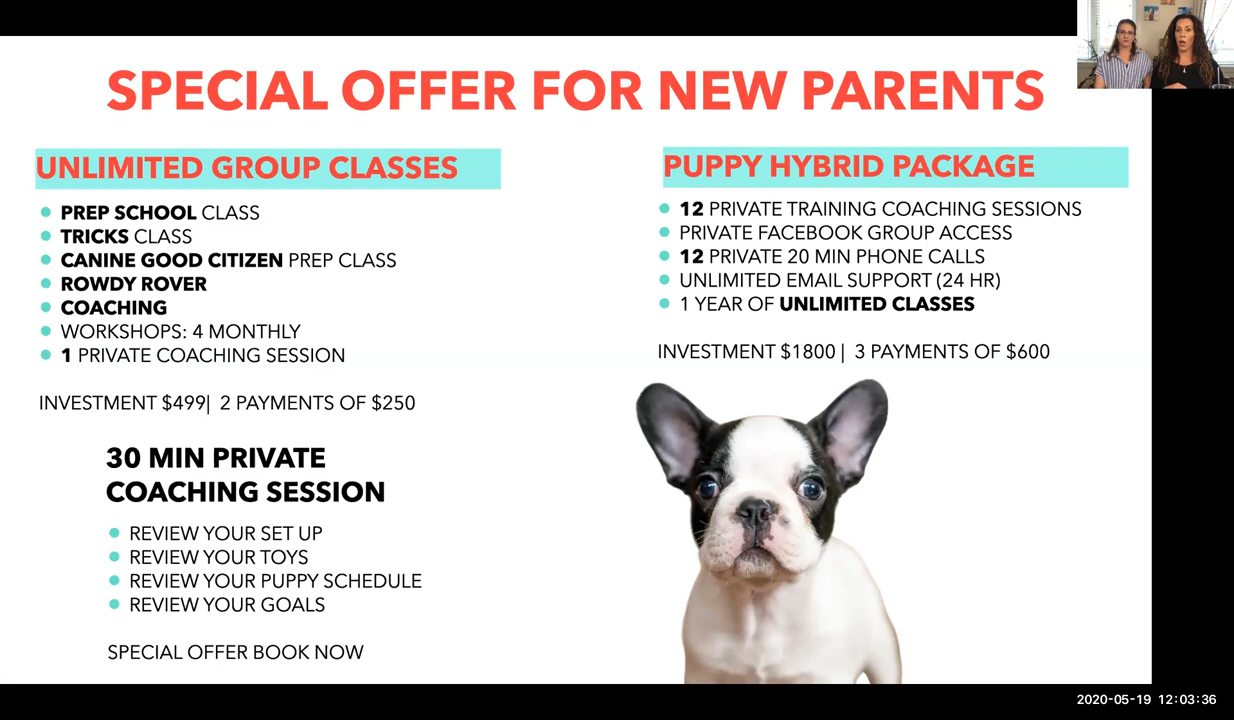 SPECIAL OFFER FOR NEW PARENTS
UNLIMITED GROUP CLASSES
PREP SCHOOL CLASS
TRICKS CLASS
CANINE GOOD CITIZEN PREP CLASS
ROWDY ROVER
COACHING
WORKSHOPS: 4 MONTHLY
1 PRIVATE COACHING SESSION
INVESTMENT $499| 2 PAYMENTS OF $250
30 MIN PRIVATE
COACHING SESSION
REVIEW YOUR SET UP
REVIEW YOUR TOYS
REVIEW YOUR PUPPY SCHEDULE
REVIEW YOUR GOALS
SPECIAL OFFER BOOK NOW
PUPPY HYBRID PACKAGE
12 PRIVATE TRAINING COACHING SESSIONS
PRIVATE FACEBOOK GROUP ACCESS
12 PRIVATE 20 MIN PHONE CALLS
UNLIMITED EMAIL SUPPORT (24 HR)
1 YEAR OF UNLIMITED CLASSES
INVESTMENT $1800 | 3 PAYMENTS OF $600
2020-05-19 12:03:36